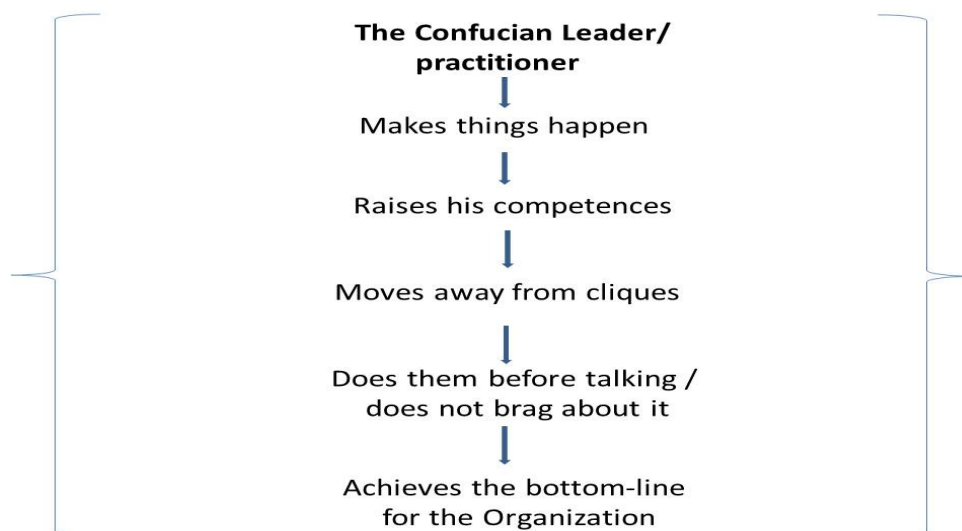 The Confucian Leader/
practitioner
Makes things happen
Raises his competences
Moves away from cliques
Does them before talking /
does not brag about it
Achieves the bottom-line
for the Organization